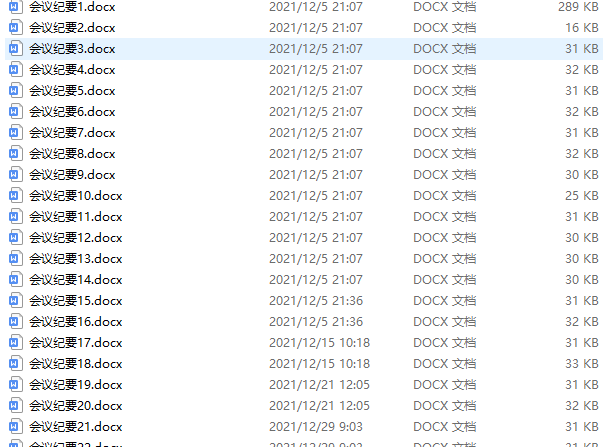 会议纪要1.docx 2021/12/5 21:07 DOCX 文档 289 KB
会议纪要2.docx 2021/12/5 21:07 DOCX 文档 16 KB
会议纪要3.docx 2021/12/5 21:07 DOCX 文档 31 KB
会议纪要4.docx 2021/12/5 21:07 DOCX 文档 32 KB
会议纪要5.docx 2021/12/5 21:07 DOCX 文档 31 KB
会议纪要6.docx 2021/12/5 21:07 DOCX 文档 32 KB
会议纪要7.docx 2021/12/5 21:07 DOCX 文档 31 KB
会议纪要8.docx 2021/12/5 21:07 DOCX 文档 32 KB
会议纪要9.docx 2021/12/5 21:07 DOCX 文档 30 KB
会议纪要10.docx 2021/12/5 21:07 DOCX 文档 25 KB
会议纪要11.docx 2021/12/5 21:07 DOCX 文档 31 KB
会议纪要12.docx 2021/12/5 21:07 DOCX 文档 30 KB
会议纪要13.docx 2021/12/5 21:07 DOCX 文档 30 KB
会议纪要14.docx 2021/12/5 21:07 DOCX 文档 30 KB
会议纪要15.docx 2021/12/5 21:36 DOCX 文档 31 KB
会议纪要16.docx 2021/12/5 21:36 DOCX 文档 32 KB
会议纪要17.docx 2021/12/15 10:18 DOCX 文档 31 KB
会议纪要18.docx 2021/12/15 10:18 DOCX 文档 33 KB
会议纪要19.docx 2021/12/21 12:05 DOCX 文档 31 KB
会议纪要20.docx 2021/12/21 12:05 DOCX 文档 32 KB
会议纪要21.docx 2021/12/29 9:03 DOCX 文档 31 KB